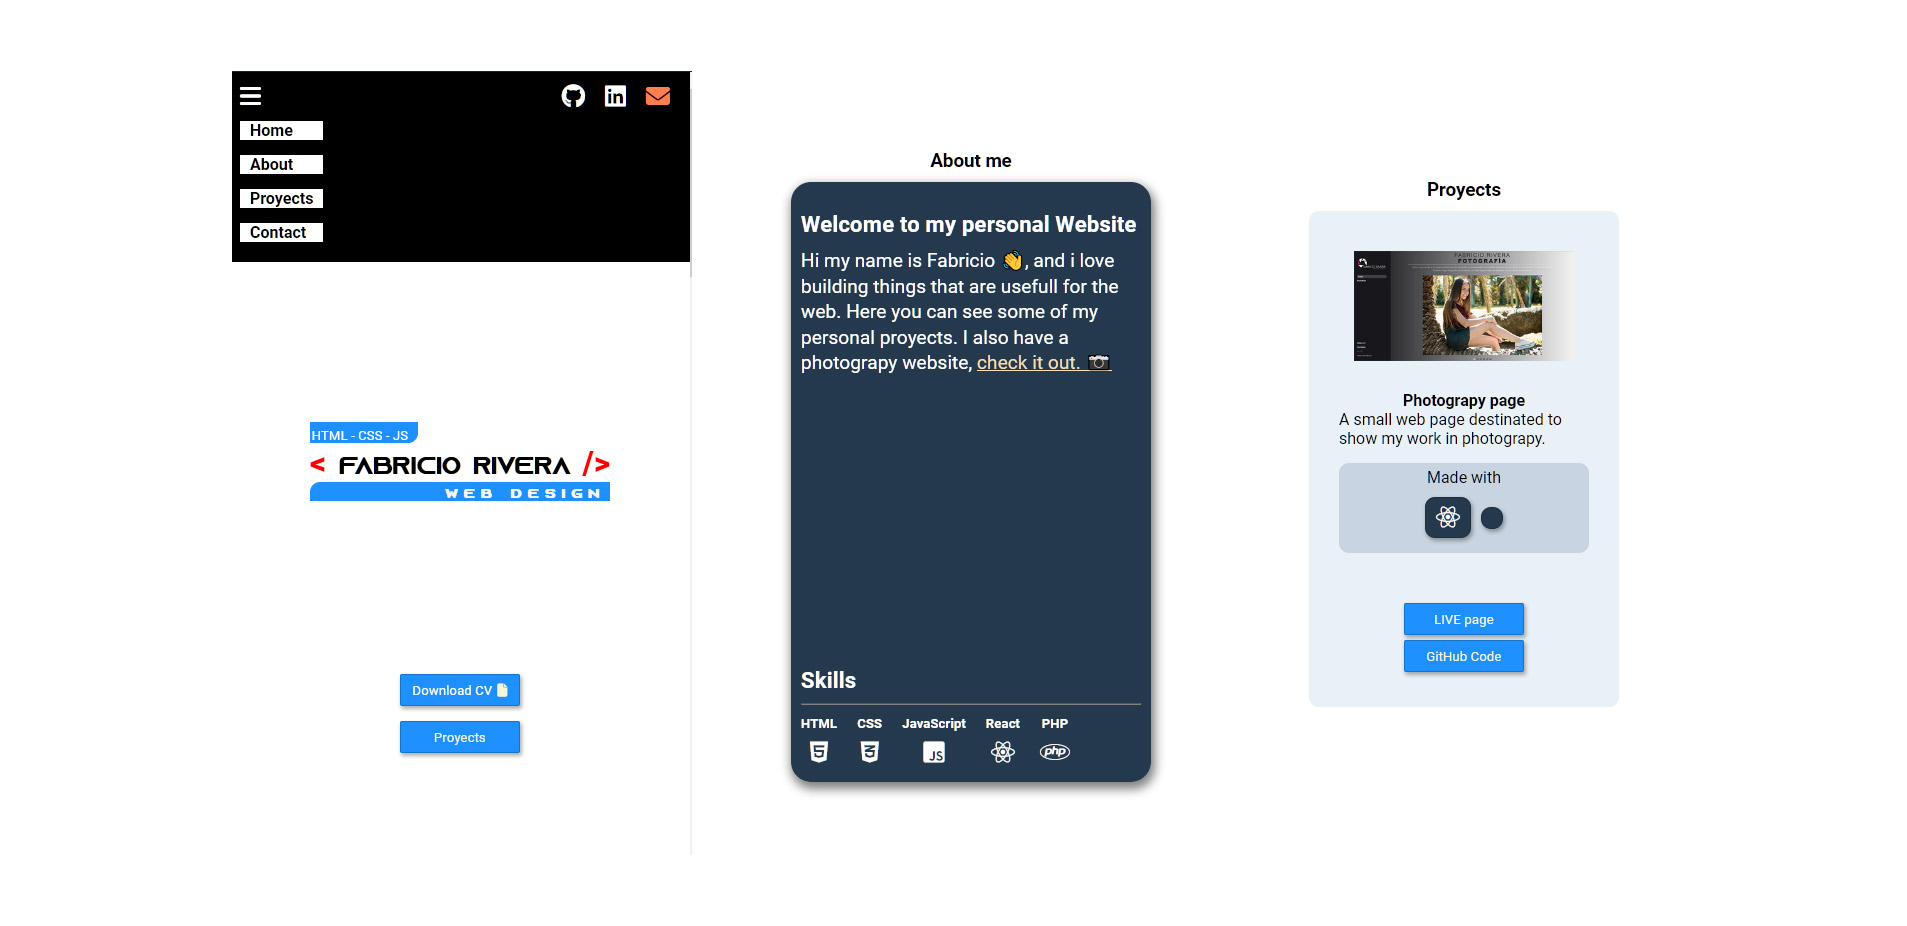 Home
About
Proyects
Contact
HTML - CSS - JS
< FABRICIO RIVERA />
WEB DESIGN
Download CV
Proyects
About me
Welcome to my personal Website
Hi my name is Fabricio 👋, and i love
building things that are usefull for the
web. Here you can see some of my
personal proyects. I also have a
photograpy website, check it out. 📷
Skills
HTML CSS JavaScript React PHP
JS php
Proyects
FABRICIO RIVERA
FOTOGRAFÍA
Photograpy page
A small web page destinated to
show my work in photograpy.
Made with
LIVE page
GitHub Code